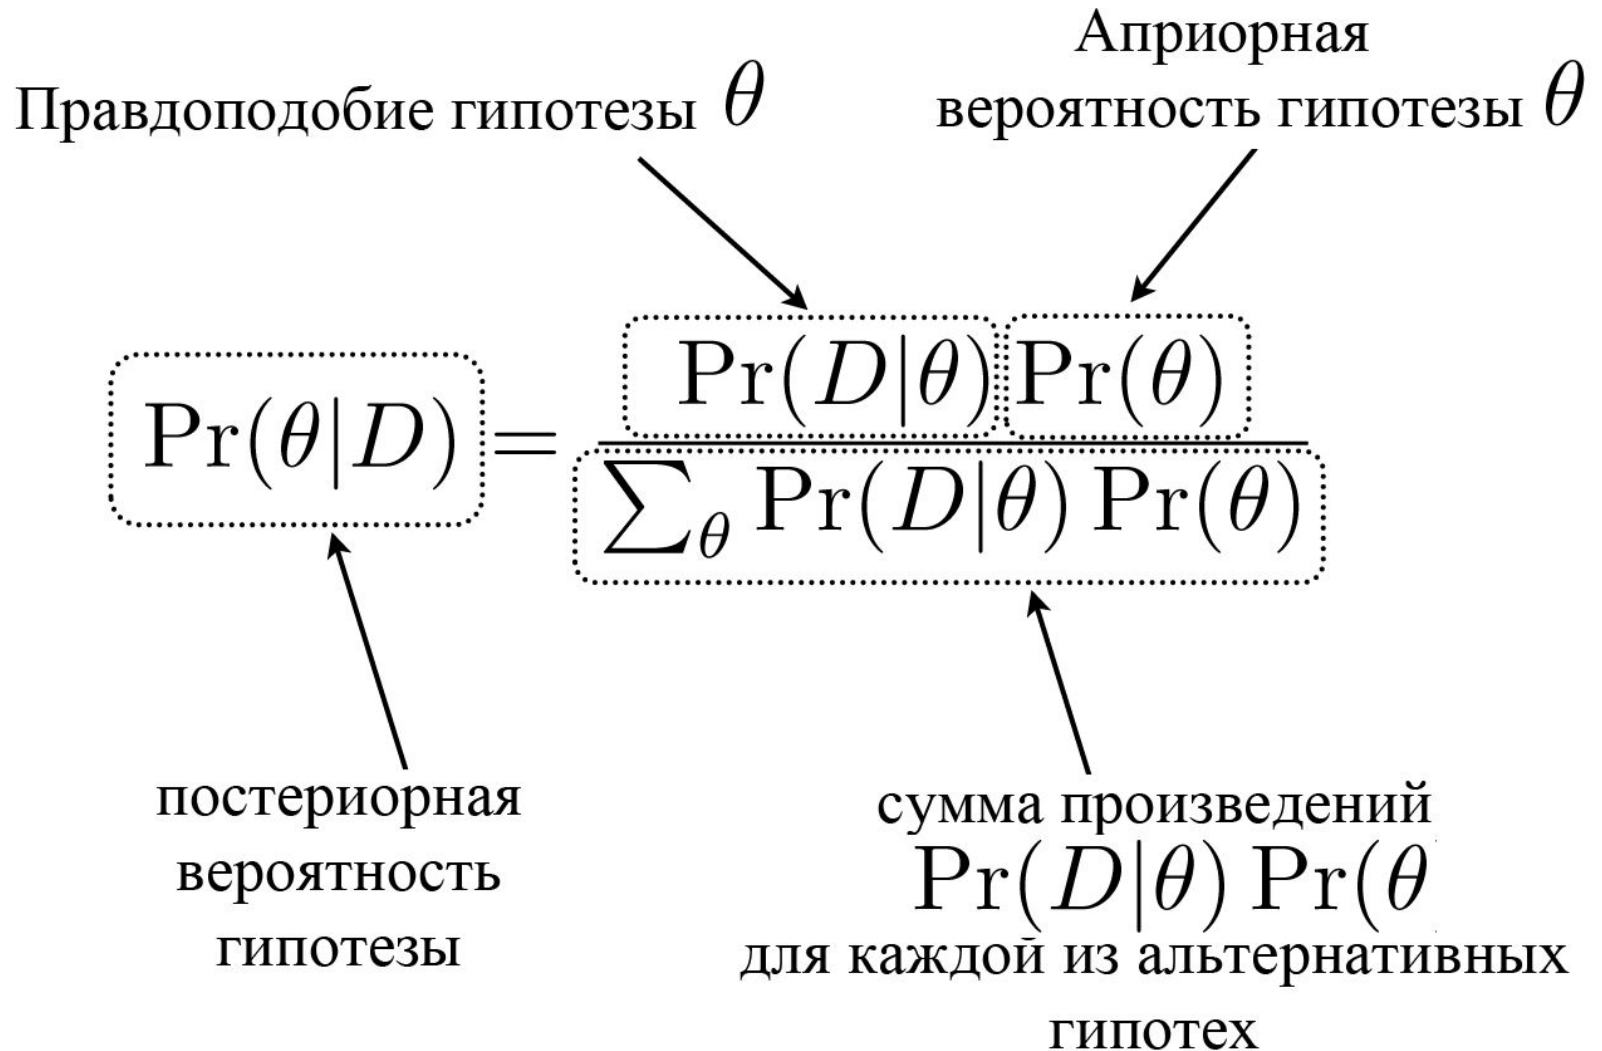 Априорная
Правдоподобие гипотезы θ
вероятность гипотезы θ
Pr(D|θ) Pr(θ)
Pr(θ|D) =
∑θ Pr(D|θ) Pr(θ)
постериорная
вероятность
гипотезы
сумма произведений
Pr(D|θ) Pr(θ
для каждой из альтернативных
гипотех